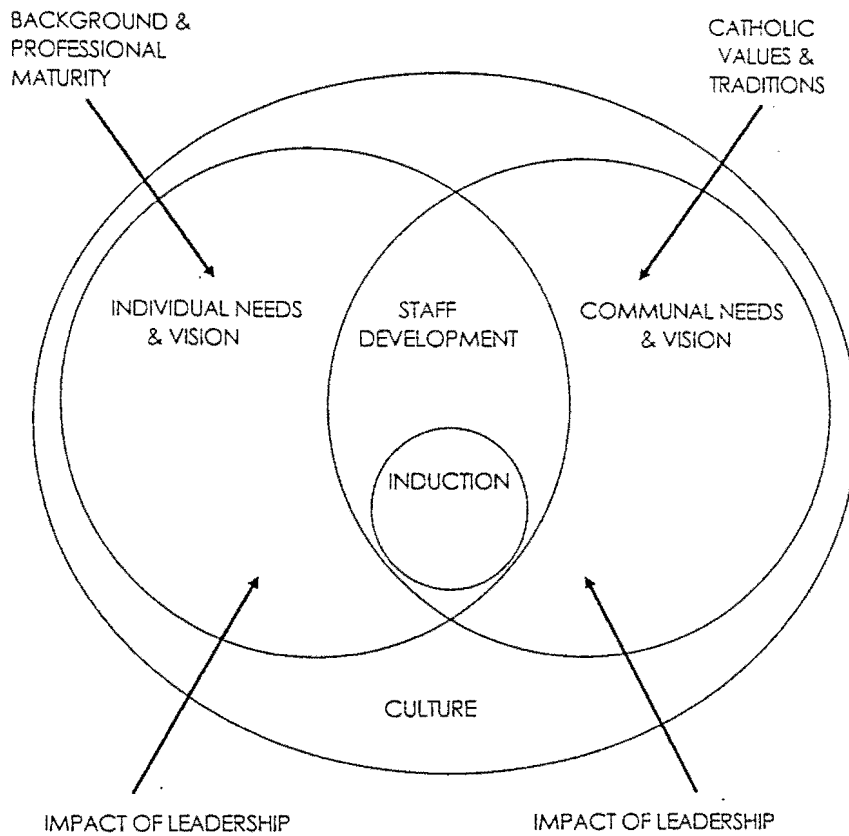 BACKGROUND &
PROFESSIONAL
MATURITY
CATHOLIC
VALUES &
TRADITIONS
INDIVIDUAL NEEDS
& VISION
STAFF
DEVELOPMENT
COMMUNAL NEEDS
& VISION
INDUCTION
CULTURE
IMPACT OF LEADERSHIP
IMPACT OF LEADERSHIP